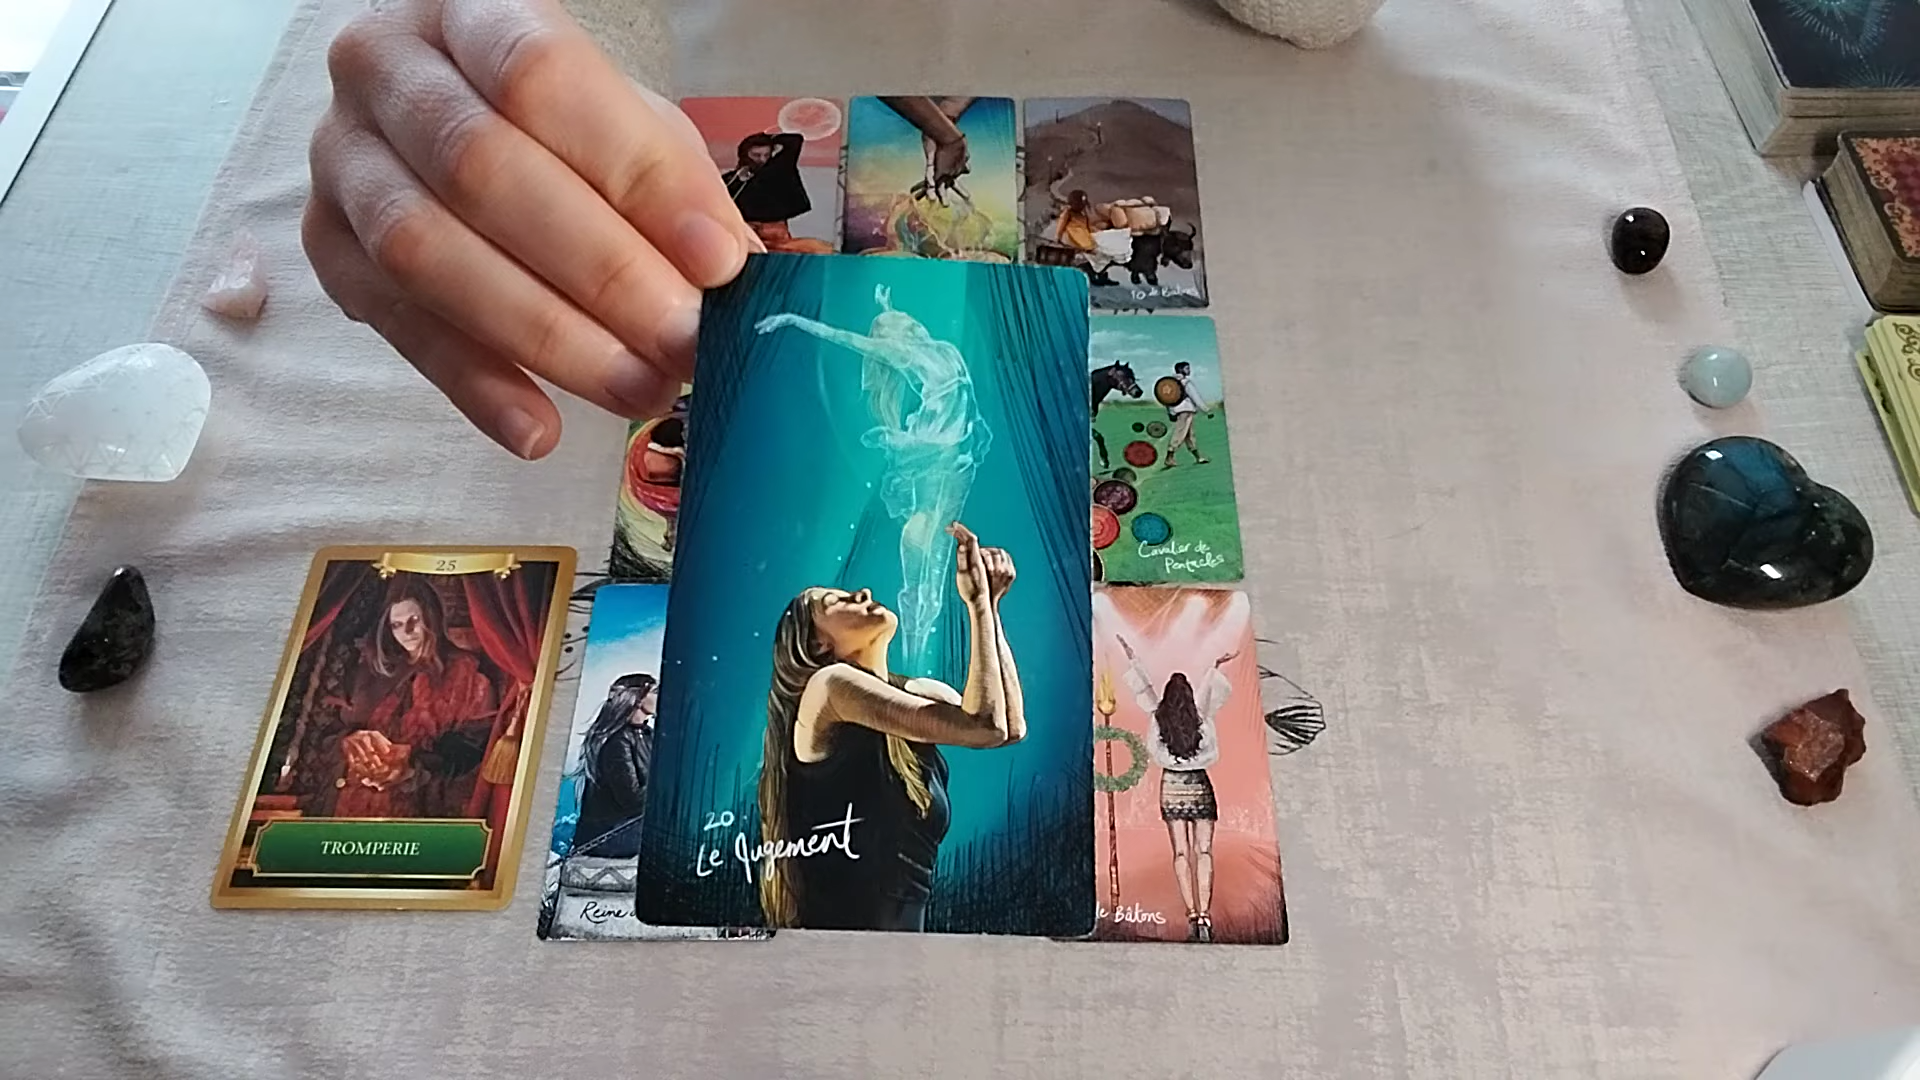 10 de Bâtons
Cavalier de
Pentacles
25
TROMPERIE
20.
Le Jugement
Reine
de Bâtons